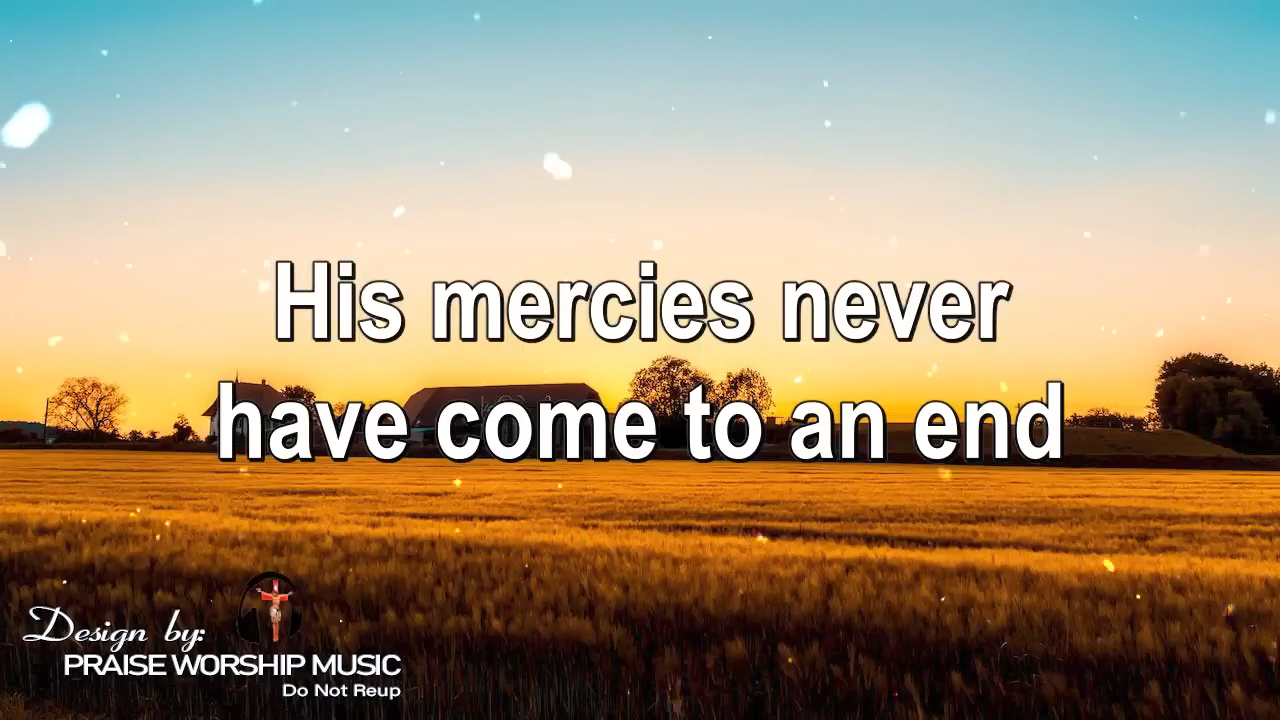 His mercies never
have come to an end
Design by:
PRAISE WORSHIP MUSIC
Do Not Reup